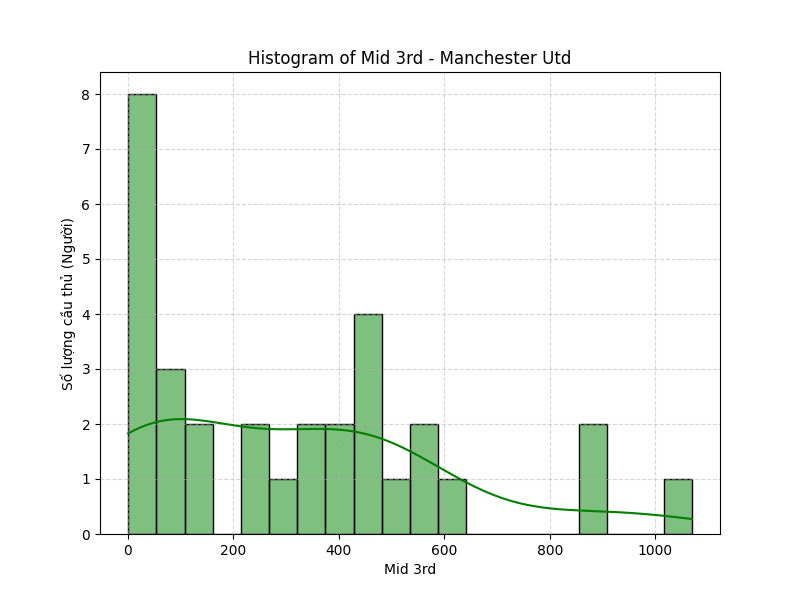 Histogram of Mid 3rd - Manchester Utd
Số lượng cầu thủ (Người)
8
7
6
5
4
3
2
1
0
0 200 400 600 800 1000
Mid 3rd